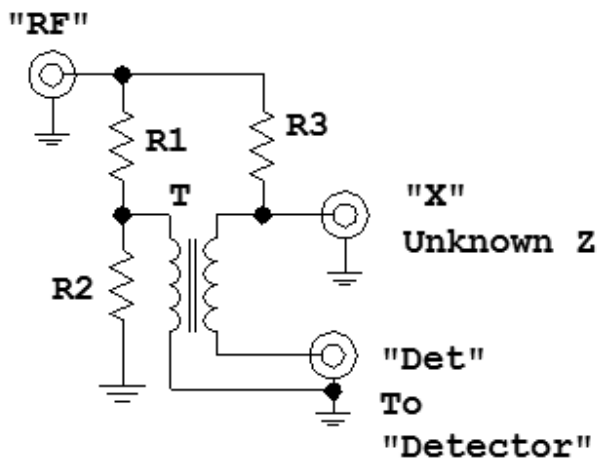 "RF"
R1
R3
T
"X"
Unknown Z
R2
"Det"
To
"Detector"